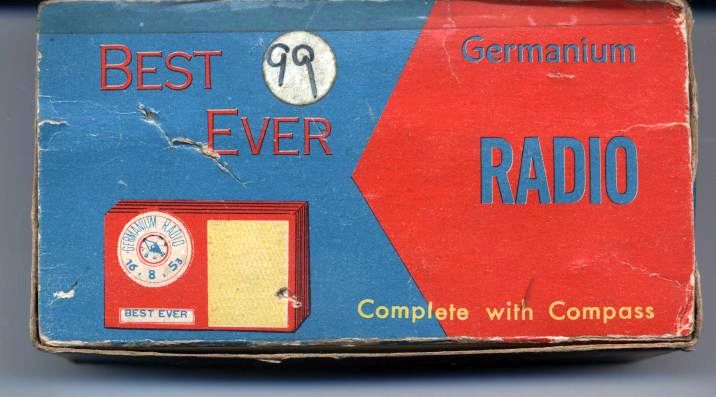 BEST
EVER
99
Germanium
RADIO
GERMANIUM RADIO
16 · 8 · 53
BEST EVER
Complete with Compass